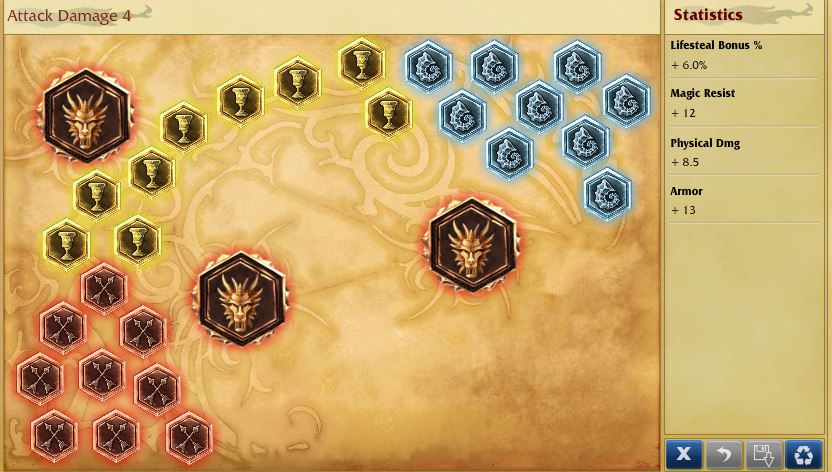 Attack Damage 4
Statistics
Lifesteal Bonus %
+ 6.0%
Magic Resist
+ 12
Physical Dmg
+ 8.5
Armor
+ 13
X